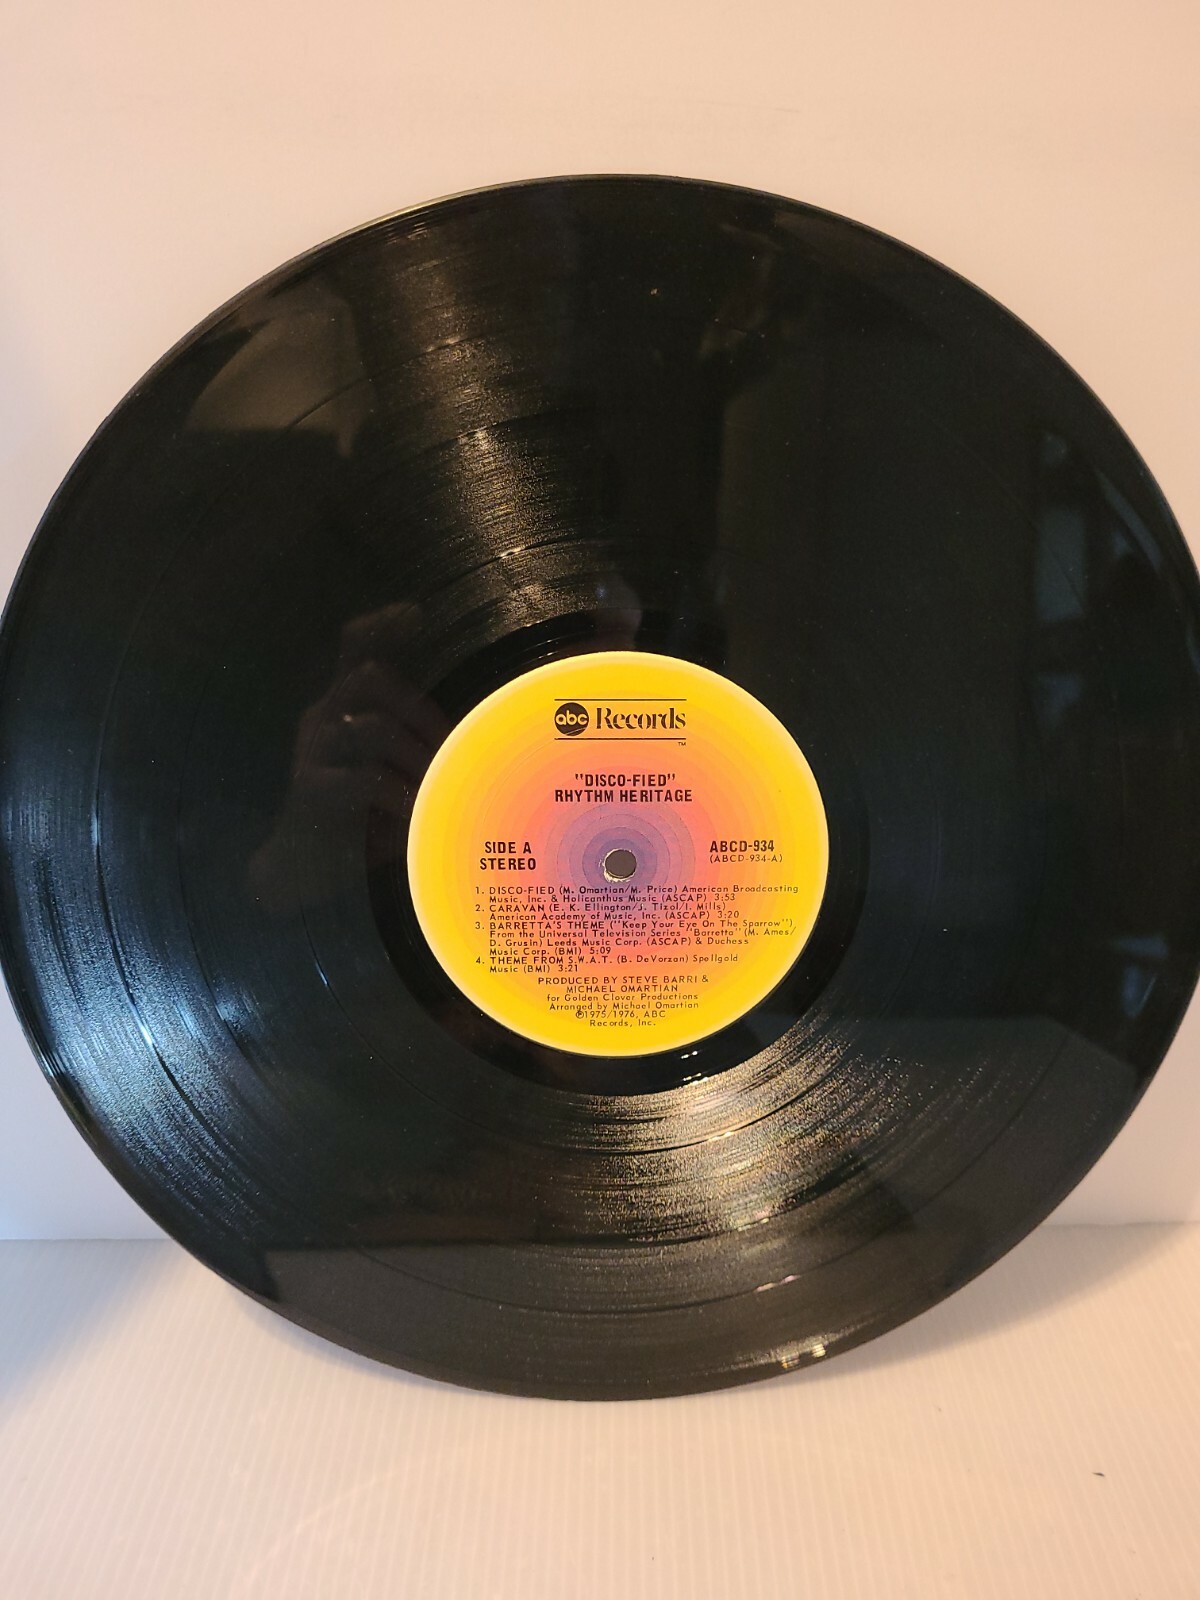 abc Records
™
"DISCO-FIED"
RHYTHM HERITAGE
SIDE A
STEREO
ABCD-934
(ABCD-934-A)
1. DISCO-FIED (M. Omartian/M. Price) American Broadcasting
Music, Inc. & Holicanthus Music (ASCAP) 3:53
2. CARAVAN (E. K. Ellington/J. Tizol/I. Mills)
American Academy of Music, Inc. (ASCAP) 3:20
3. BARRETTA'S THEME ("Keep Your Eye On The Sparrow")
From the Universal Television Series "Barretta" (M. Ames/
D. Grusin) Leeds Music Corp. (ASCAP) & Duchess
Music Corp. (BMI) 5:09
4. THEME FROM S.W.A.T. (B. DeVorzan) Spellgold
Music (BMI) 3:21
PRODUCED BY STEVE BARRI &
MICHAEL OMARTIAN
for Golden Clover Productions
Arranged by Michael Omartian
℗1975/1976, ABC
Records, Inc.